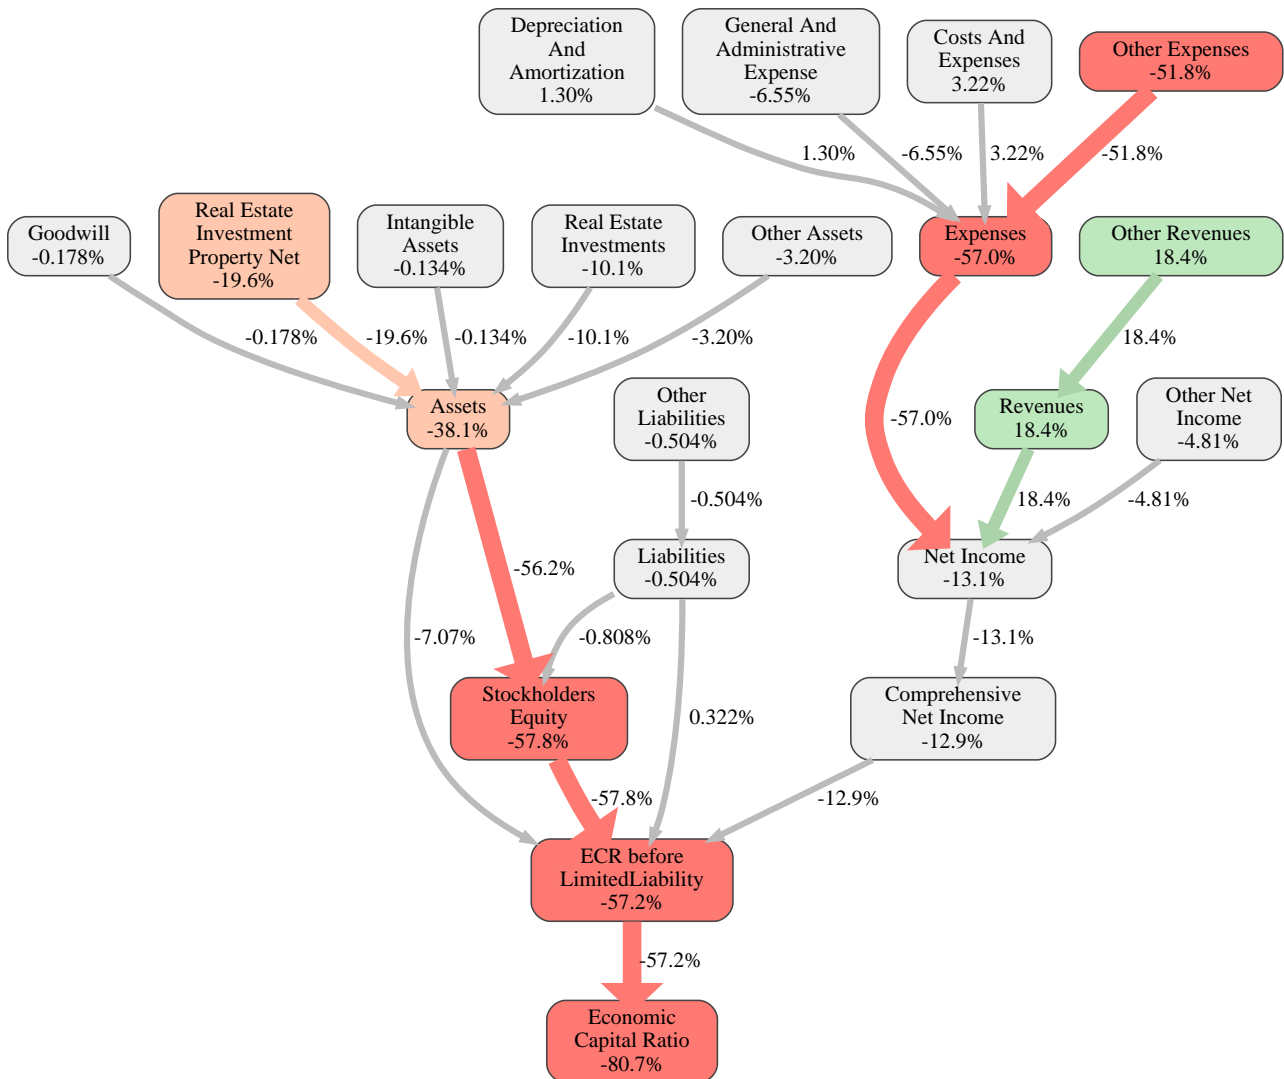 Depreciation
And
Amortization
1.30%
General And
Administrative
Expense
-6.55%
Costs And
Expenses
3.22%
Other Expenses
-51.8%
1.30%
-6.55%
3.22%
-51.8%
Goodwill
-0.178%
Real Estate
Investment
Property Net
-19.6%
Intangible
Assets
-0.134%
Real Estate
Investments
-10.1%
Other Assets
-3.20%
Expenses
-57.0%
Other Revenues
18.4%
-0.178%
-19.6%
-0.134%
-10.1%
-3.20%
18.4%
Assets
-38.1%
Other
Liabilities
-0.504%
-57.0%
Revenues
18.4%
Other Net
Income
-4.81%
-0.504%
18.4%
-4.81%
-56.2%
Liabilities
-0.504%
Net Income
-13.1%
-7.07%
-0.808%
-13.1%
Stockholders
Equity
-57.8%
0.322%
Comprehensive
Net Income
-12.9%
-57.8%
-12.9%
ECR before
LimitedLiability
-57.2%
-57.2%
Economic
Capital Ratio
-80.7%